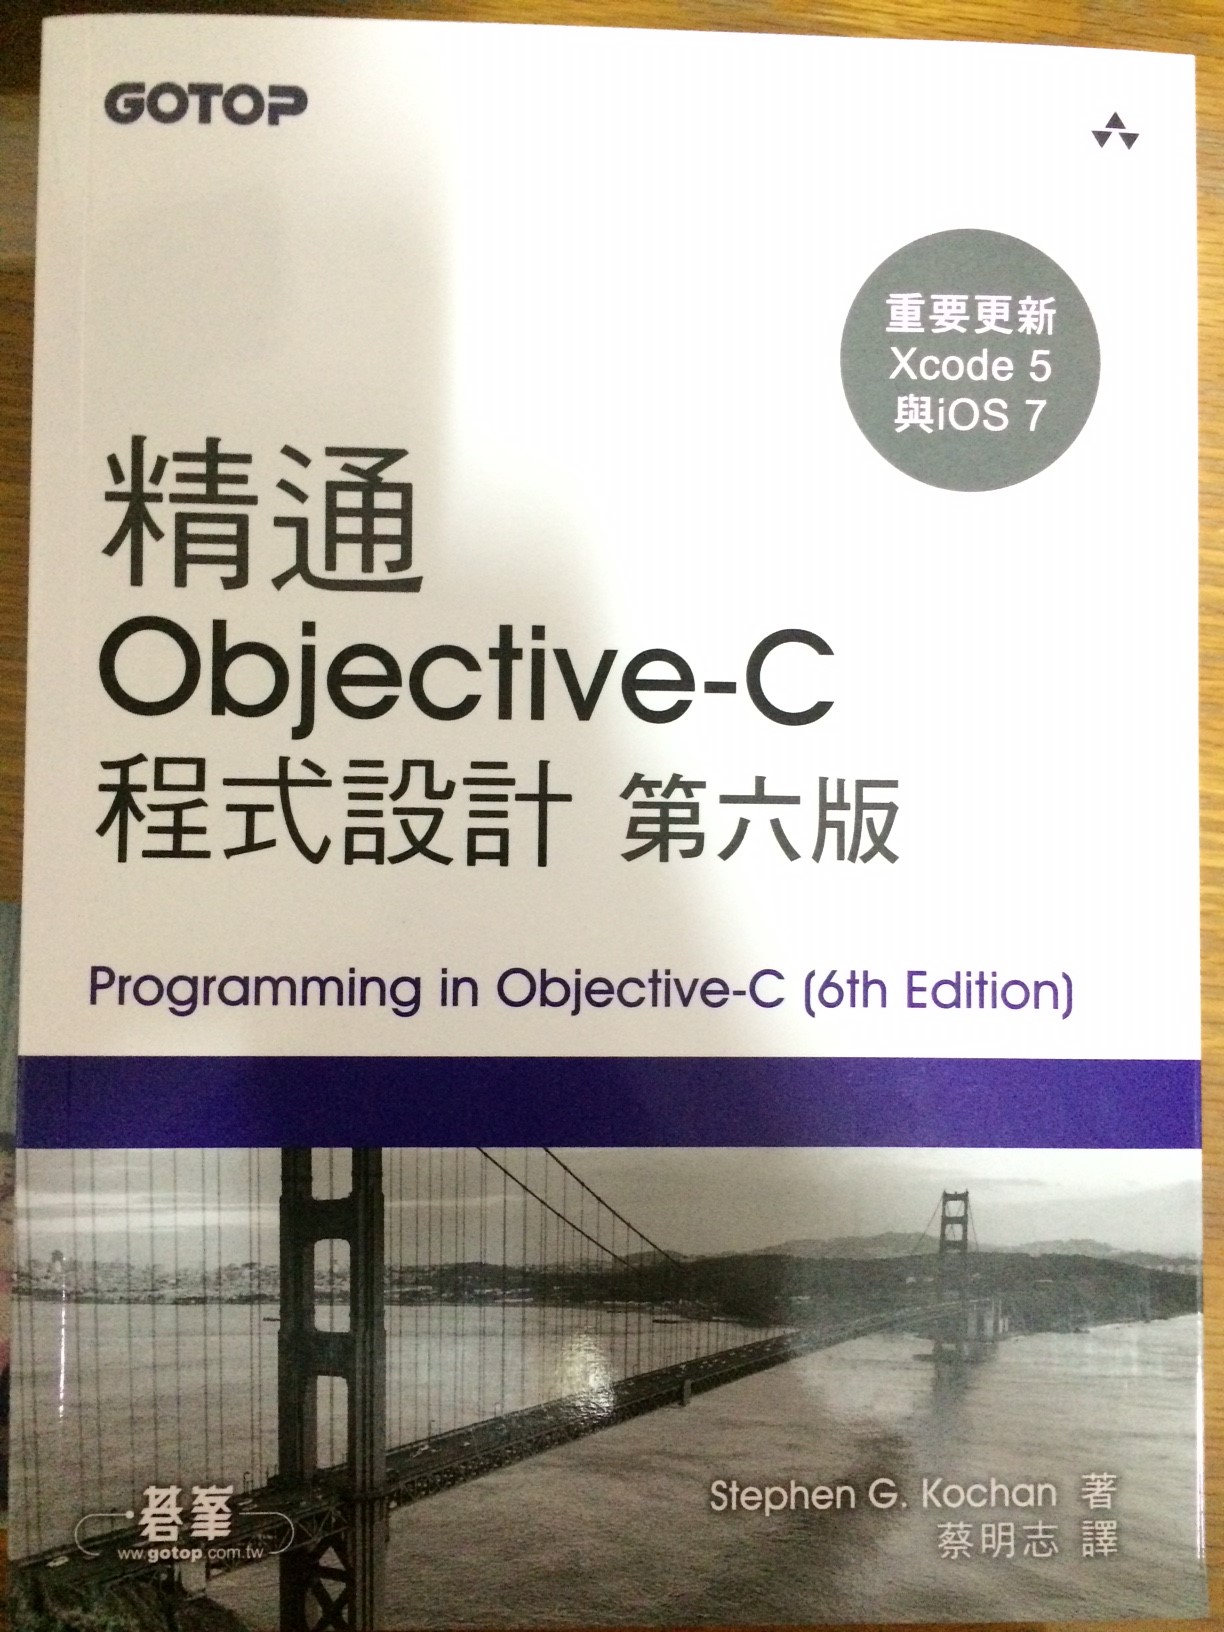 GOTOP
重要更新
Xcode 5
與iOS 7
精通
Objective-C
程式設計 第六版
Programming in Objective-C (6th Edition)
Stephen G. Kochan 著
蔡明志 譯
碁峯
www.gotop.com.tw